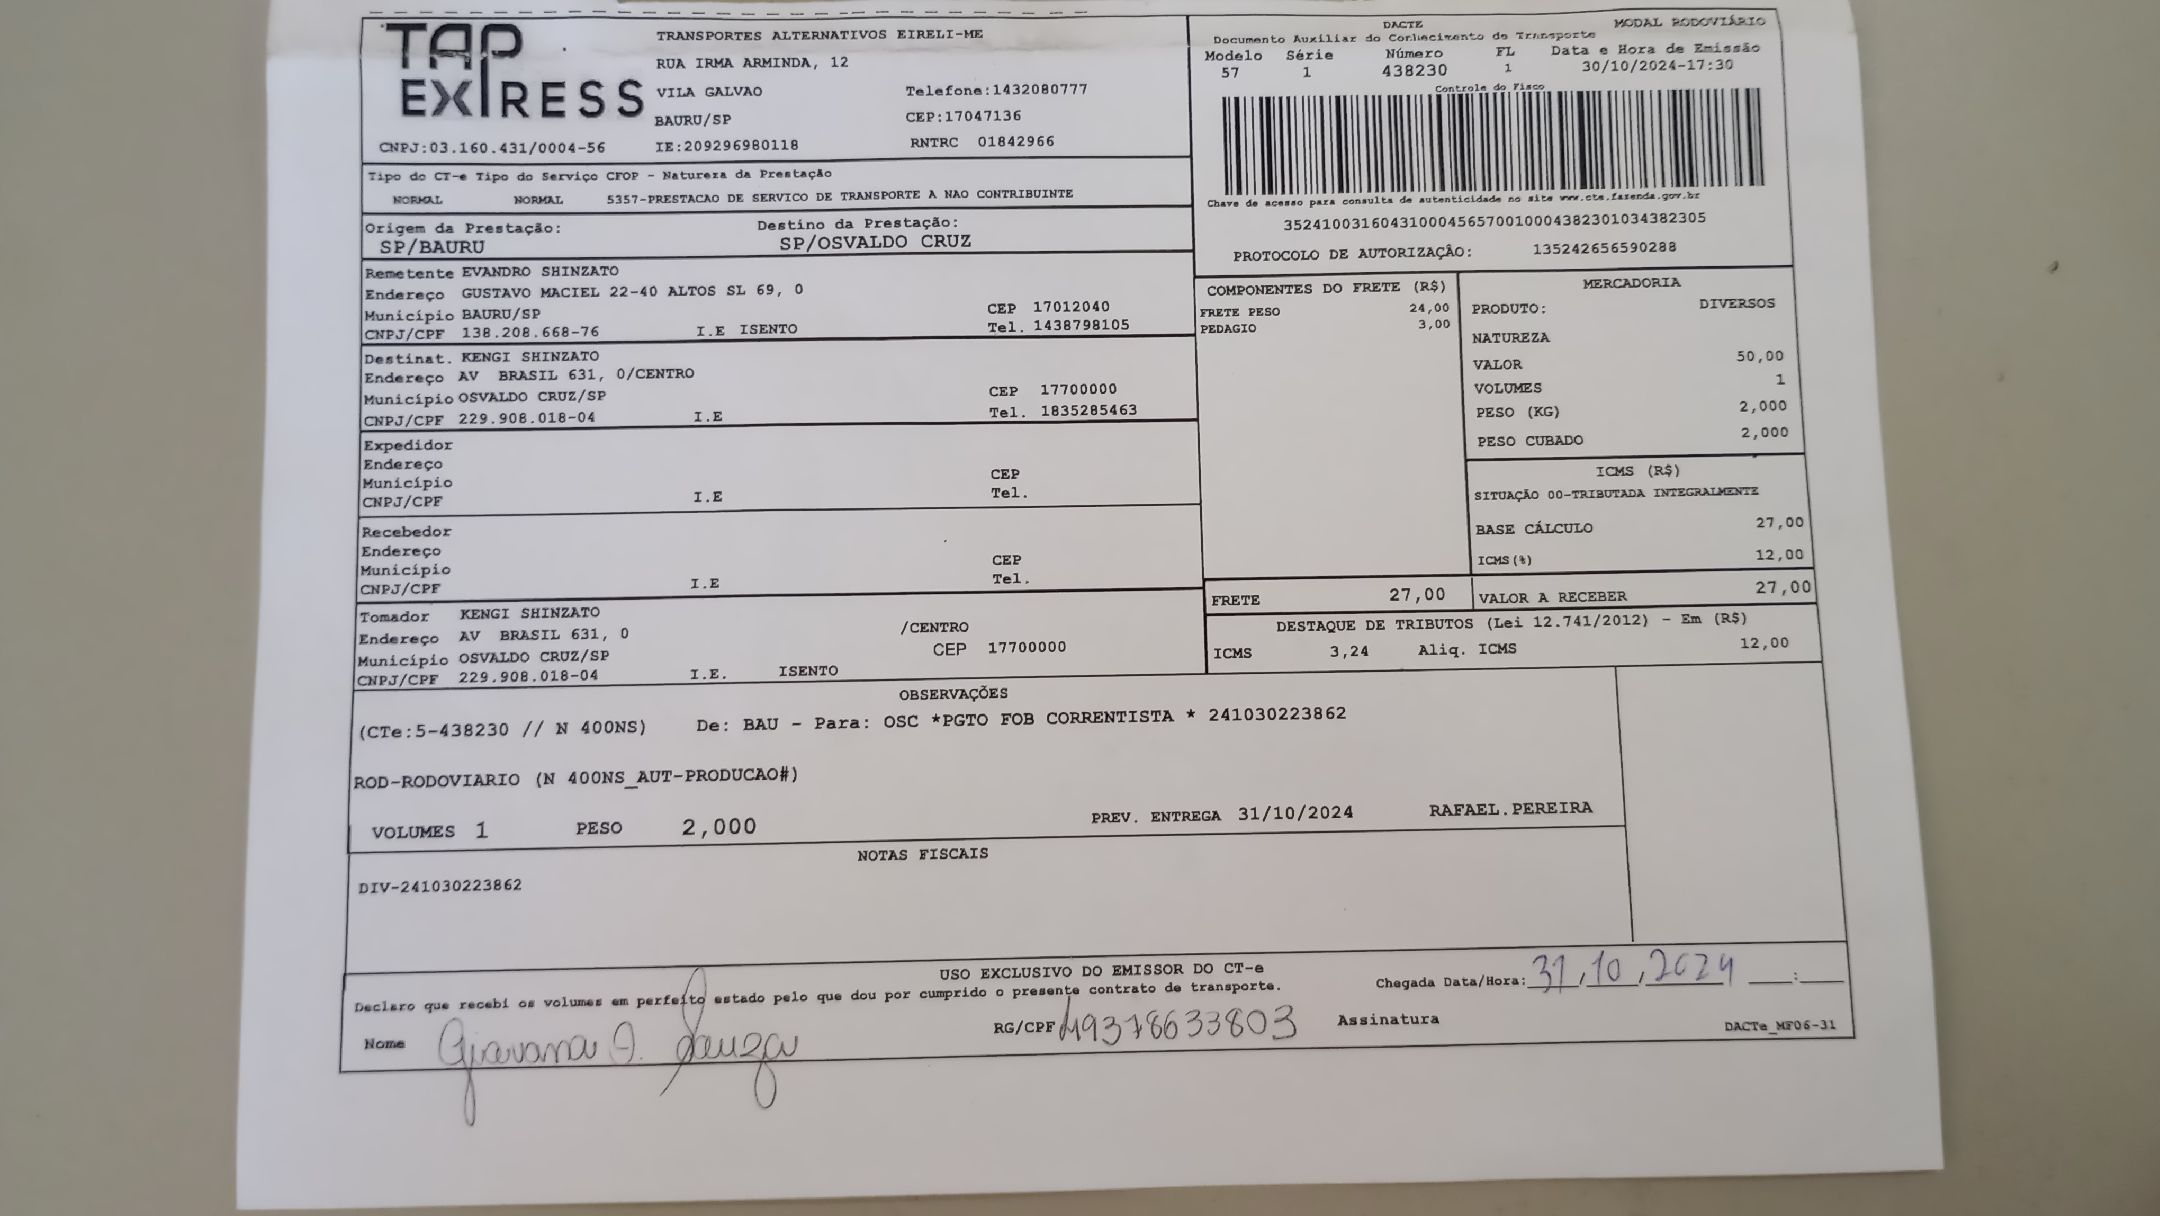 TAP EXPRESS
TRANSPORTES ALTERNATIVOS EIRELI-ME
RUA IRMA ARMINDA, 12
VILA GALVAO Telefone:1432080777
BAURU/SP CEP:17047136
CNPJ:03.160.431/0004-56 IE:209296980118 RNTRC 01842966
DACTE MODAL RODOVIÁRIO
Documento Auxiliar do Conhecimento de Transporte
Modelo Série Número FL Data e Hora de Emissão
57 1 438230 1 30/10/2024-17:30
Controle do Fisco
Chave de acesso para consulta de autenticidade no site www.cte.fazenda.gov.br
35241003160431000456570010004382301034382305
PROTOCOLO DE AUTORIZAÇÂO: 135242656590288
Tipo do CT-e Tipo do Serviço CFOP - Natureza da Prestação
NORMAL NORMAL 5357-PRESTACAO DE SERVICO DE TRANSPORTE A NAO CONTRIBUINTE
Origem da Prestação: Destino da Prestação:
SP/BAURU SP/OSVALDO CRUZ
Remetente EVANDRO SHINZATO
Endereço GUSTAVO MACIEL 22-40 ALTOS SL 69, 0
Município BAURU/SP CEP 17012040
CNPJ/CPF 138.208.668-76 I.E ISENTO Tel. 1438798105
Destinat. KENGI SHINZATO
Endereço AV BRASIL 631, 0/CENTRO
Município OSVALDO CRUZ/SP CEP 17700000
CNPJ/CPF 229.908.018-04 I.E Tel. 1835285463
Expedidor
Endereço
Município CEP
CNPJ/CPF I.E Tel.
Recebedor
Endereço
Município CEP
CNPJ/CPF I.E Tel.
Tomador KENGI SHINZATO
Endereço AV BRASIL 631, 0 /CENTRO
Município OSVALDO CRUZ/SP CEP 17700000
CNPJ/CPF 229.908.018-04 I.E. ISENTO
COMPONENTES DO FRETE (R$)
FRETE PESO 24,00
PEDAGIO 3,00
MERCADORIA
PRODUTO: DIVERSOS
NATUREZA
VALOR 50,00
VOLUMES 1
PESO (KG) 2,000
PESO CUBADO 2,000
ICMS (R$)
SITUAÇÃO 00-TRIBUTADA INTEGRALMENTE
BASE CÁLCULO 27,00
ICMS(%) 12,00
FRETE 27,00 VALOR A RECEBER 27,00
DESTAQUE DE TRIBUTOS (Lei 12.741/2012) - Em (R$)
ICMS 3,24 Aliq. ICMS 12,00
OBSERVAÇÕES
(CTe:5-438230 // N 400NS) De: BAU - Para: OSC *PGTO FOB CORRENTISTA * 241030223862
ROD-RODOVIARIO (N 400NS_AUT-PRODUCAO#)
VOLUMES 1 PESO 2,000 PREV. ENTREGA 31/10/2024 RAFAEL.PEREIRA
NOTAS FISCAIS
DIV-241030223862
USO EXCLUSIVO DO EMISSOR DO CT-e
Declaro que recebi os volumes em perfeito estado pelo que dou por cumprido o presente contrato de transporte.
Chegada Data/Hora: 31,10,2024 :
Nome Giovana O. Souza RG/CPF 49378633803 Assinatura
DACTe_MF06-31